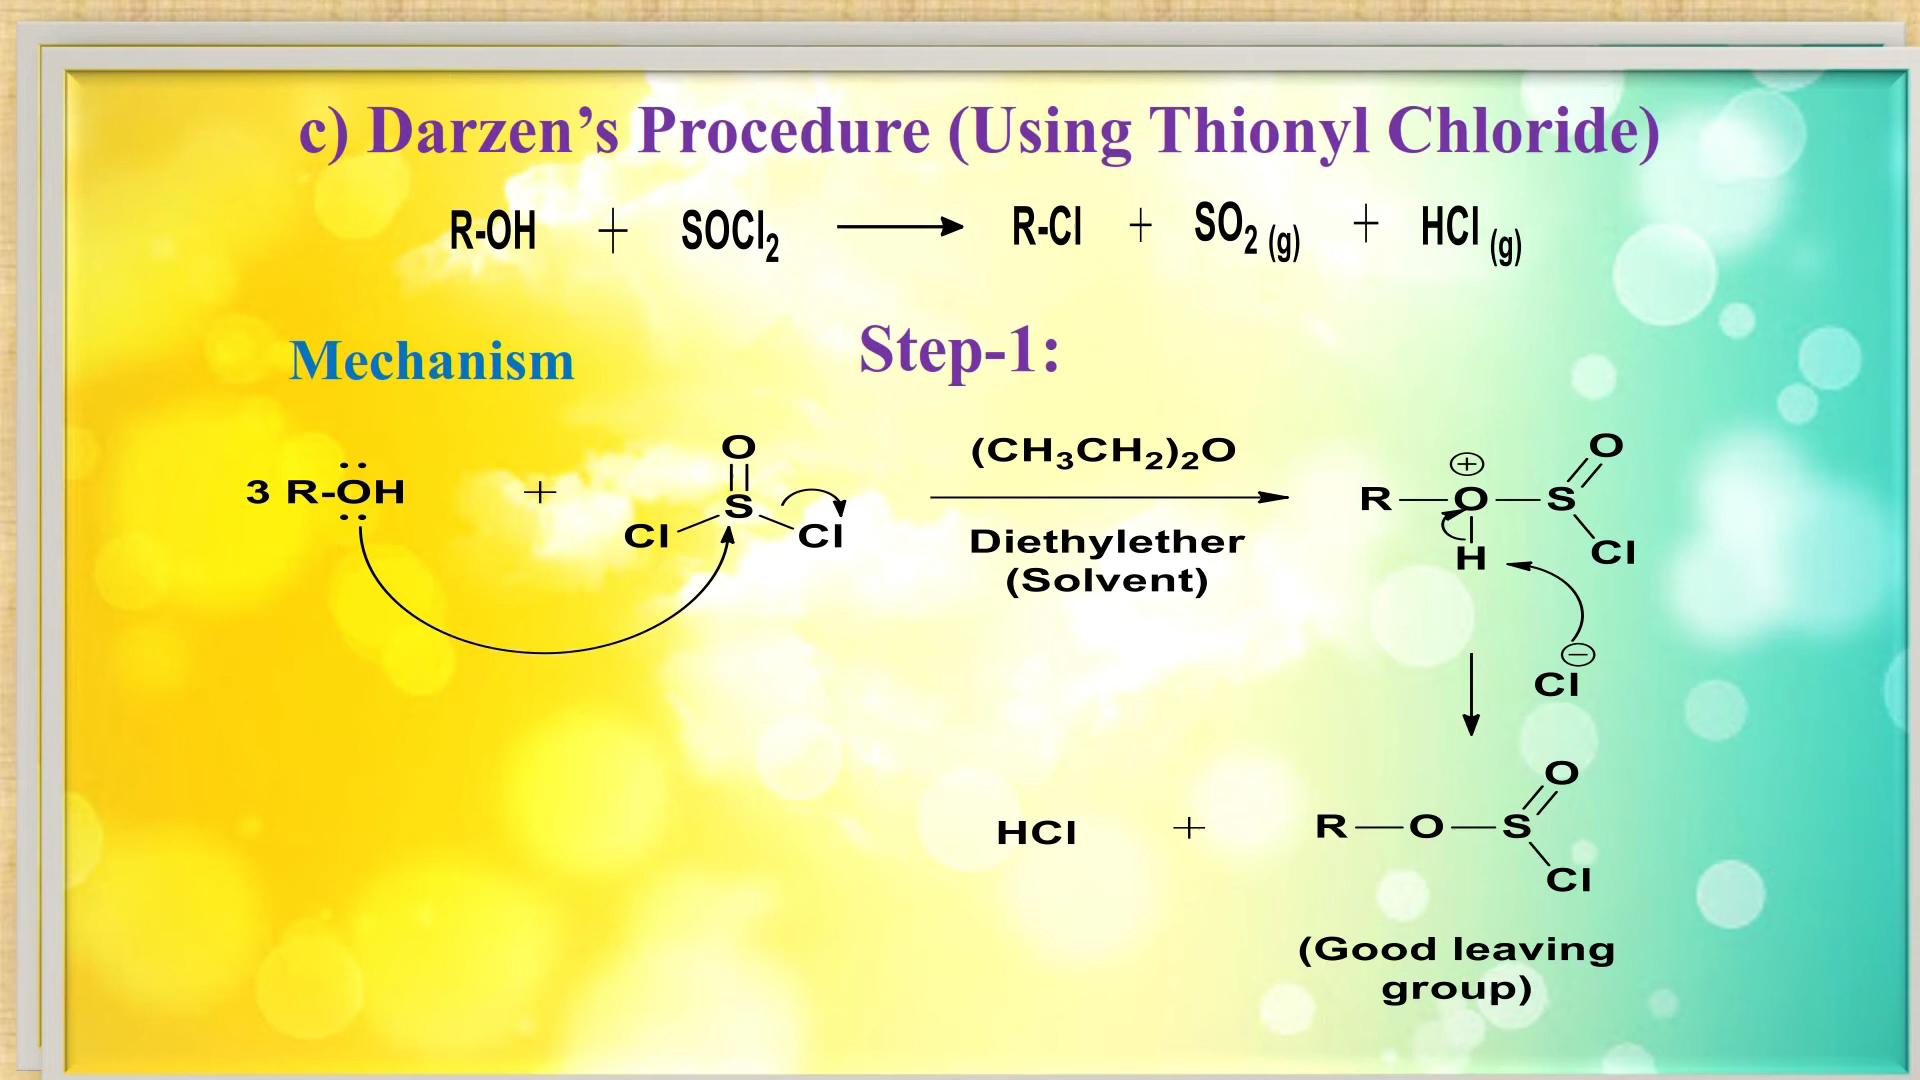 c) Darzen’s Procedure (Using Thionyl Chloride)
R-OH + SOCl2 ⟶ R-Cl + SO2 (g) + HCl (g)
Mechanism
Step-1:
3 R-OH + O S Cl Cl
(CH3CH2)2O
Diethylether
(Solvent)
R O S O Cl H ⊕
Cl ⊖
HCl + R O S O Cl
(Good leaving
group)